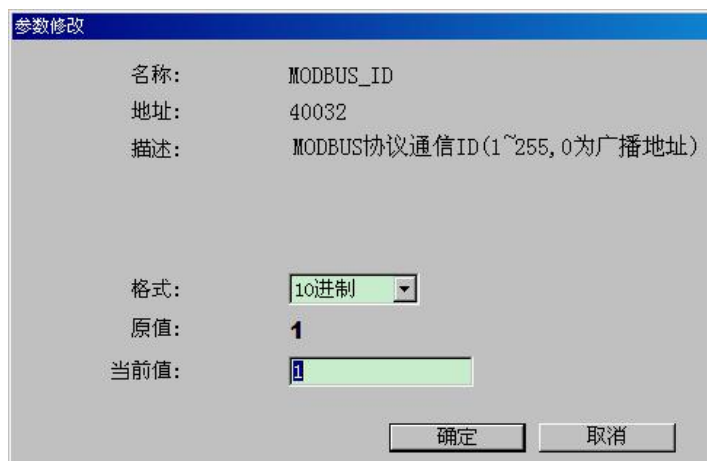 参数修改
名称: MODBUS_ID
地址: 40032
描述: MODBUS协议通信ID(1~255,0为广播地址)
格式: 10进制
原值: 1
当前值: 1
确定 取消